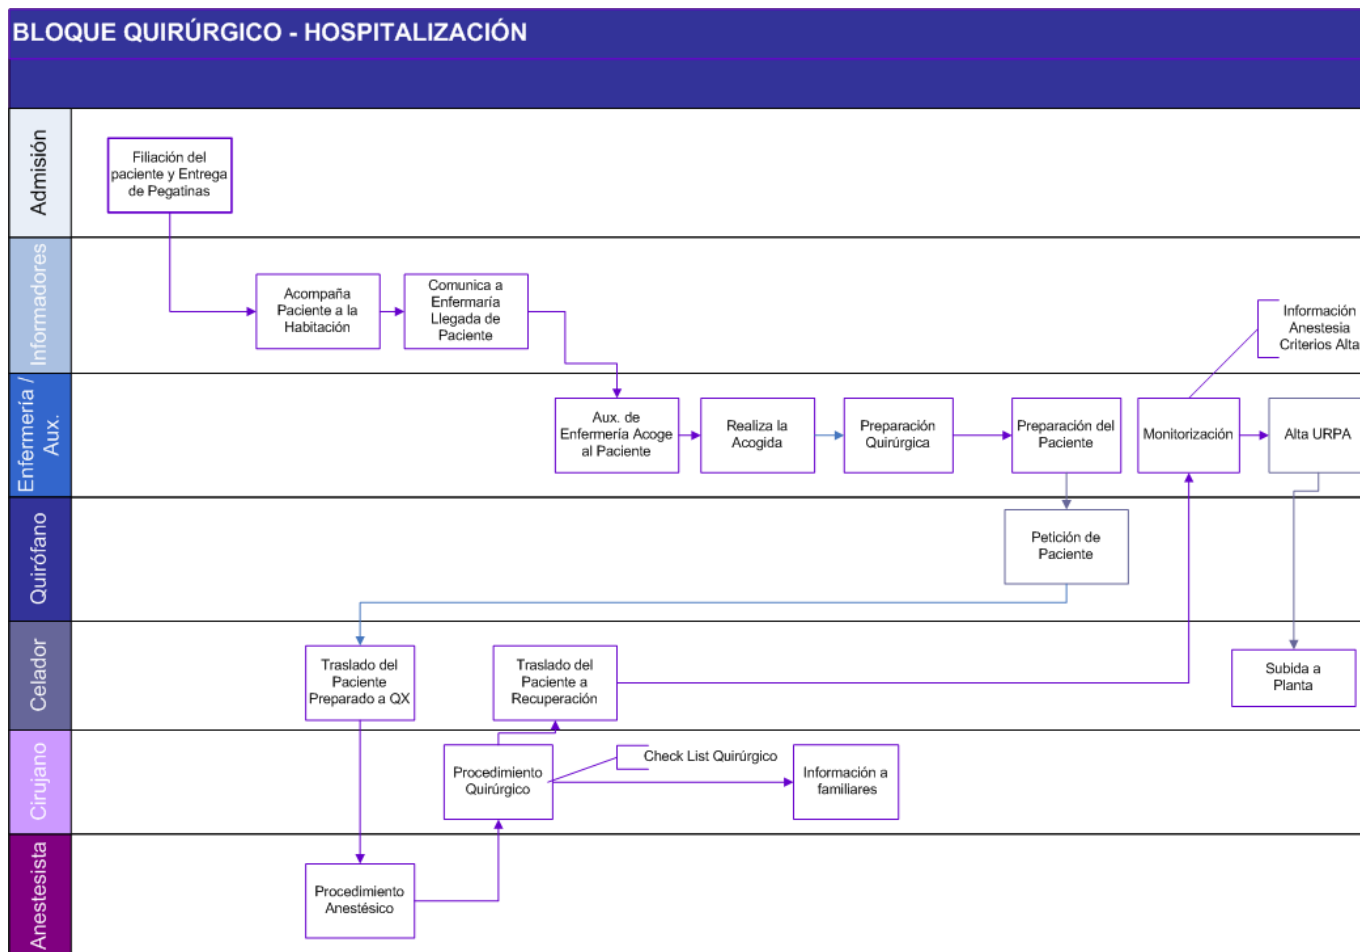 BLOQUE QUIRÚRGICO - HOSPITALIZACIÓN
Admisión
Filiación del
paciente y Entrega
de Pegatinas
Informadores
Acompaña
Paciente a la
Habitación
Comunica a
Enfermaría
Llegada de
Paciente
Información
Anestesia
Criterios Alta
Enfermería /
Aux.
Aux. de
Enfermería Acoge
al Paciente
Realiza la
Acogida
Preparación
Quirúrgica
Preparación del
Paciente
Monitorización
Alta URPA
Quirófano
Petición de
Paciente
Celador
Traslado del
Paciente
Preparado a QX
Traslado del
Paciente a
Recuperación
Subida a
Planta
Cirujano
Procedimiento
Quirúrgico
Check List Quirúrgico
Información a
familiares
Anestesista
Procedimiento
Anestésico